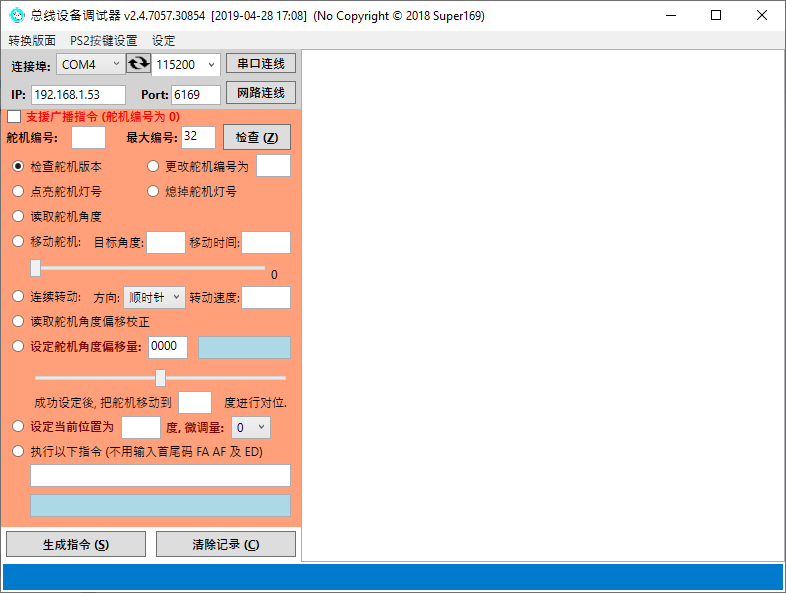 总线设备调试器 v2.4.7057.30854 [2019-04-28 17:08] (No Copyright © 2018 Super169)
转换版面 PS2按键设置 设定
连接埠: COM4 115200 串口连线
IP: 192.168.1.53 Port: 6169 网路连线
支援广播指令 (舵机编号为 0)
舵机编号: 最大编号: 32 检查 (Z)
检查舵机版本 更改舵机编号为
点亮舵机灯号 熄掉舵机灯号
读取舵机角度
移动舵机: 目标角度: 移动时间:
0
连续转动: 方向: 顺时针 转动速度:
读取舵机角度偏移校正
设定舵机角度偏移量: 0000
成功设定後, 把舵机移动到 度进行对位.
设定当前位置为 度, 微调量: 0
执行以下指令 (不用输入首尾码 FA AF 及 ED)
生成指令 (S) 清除记录 (C)